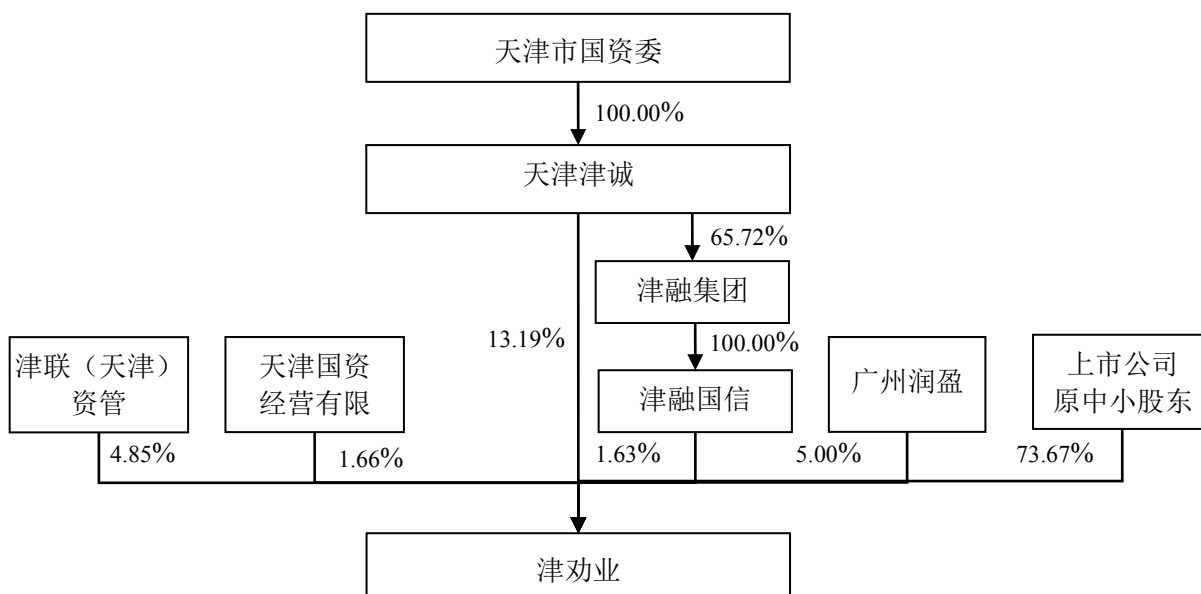 天津市国资委
100.00%
天津津诚
65.72%
津融集团
13.19%
100.00%
津联（天津）
资管
天津国资
经营有限
津融国信
广州润盈
上市公司
原中小股东
4.85%
1.66%
1.63%
5.00%
73.67%
津劝业